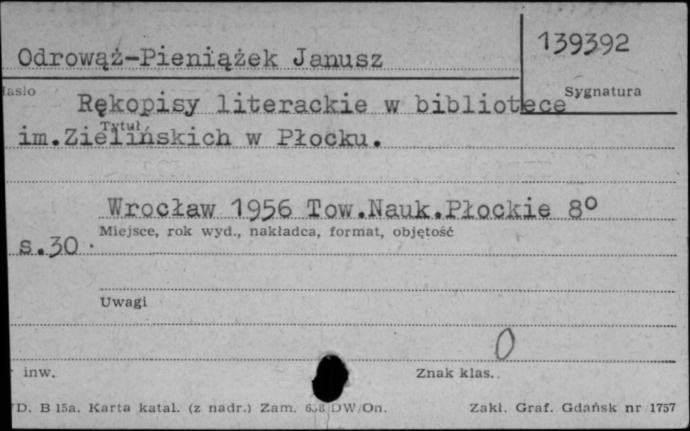 139392
Odrowąż-Pieniążek Janusz
Sygnatura
Rękopisy literackie w bibliotece
Tytuł
im.Zielińskich w Płocku.
Wrocław 1956 Tow.Nauk.Płockie 8°
Miejsce, rok wyd., nakładca, format, objętość
s.30
Uwagi
0
inw.
Znak klas.
B 15a. Karta katal. (z nadr.) Zam. DW/On.
Zakł. Graf. Gdańsk nr 1757